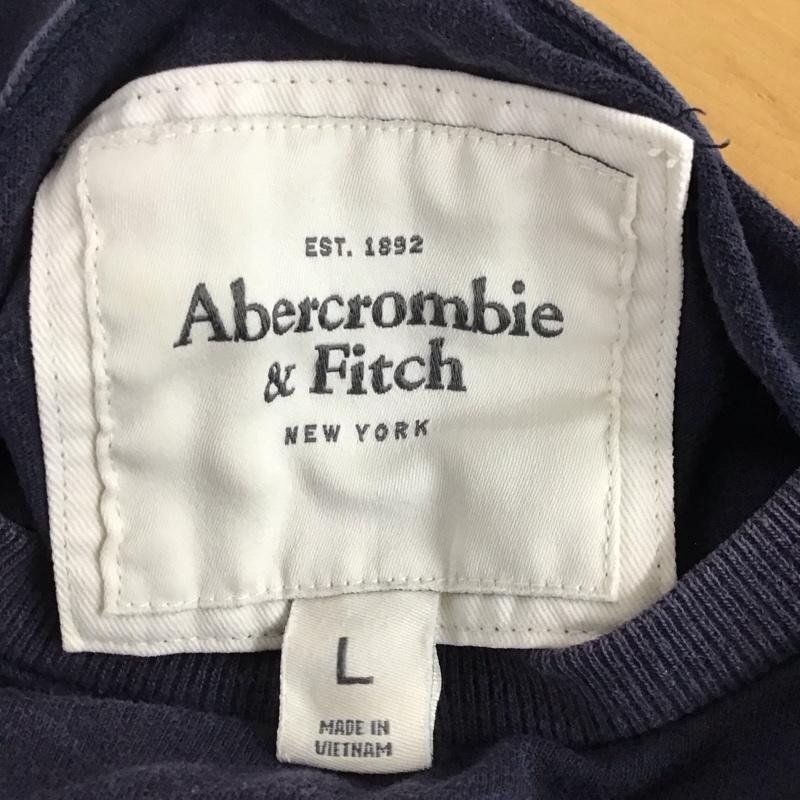 EST. 1892
Abercrombie
& Fitch
NEW YORK
L
MADE IN
VIETNAM